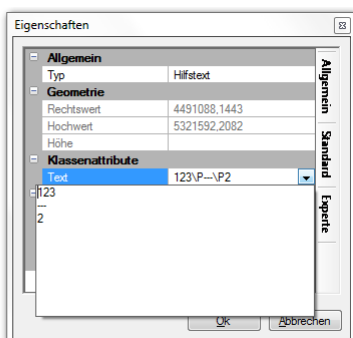 Eigenschaften
Allgemein
Typ Hilfstext
Geometrie
Rechtswert 4491088,1443
Hochwert 5321592,2082
Höhe
Klassenattribute
Text 123\P---\P2
123
---
2
Allgemein
Standard
Experte
Ok Abbrechen